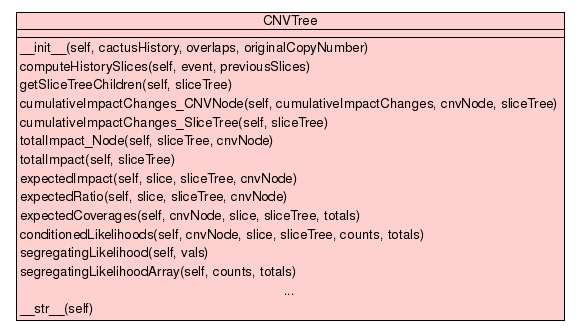 CNVTree
__init__(self, cactusHistory, overlaps, originalCopyNumber)
computeHistorySlices(self, event, previousSlices)
getSliceTreeChildren(self, sliceTree)
cumulativeImpactChanges_CNVNode(self, cumulativeImpactChanges, cnvNode, sliceTree)
cumulativeImpactChanges_SliceTree(self, sliceTree)
totalImpact_Node(self, sliceTree, cnvNode)
totalImpact(self, sliceTree)
expectedImpact(self, slice, sliceTree, cnvNode)
expectedRatio(self, slice, sliceTree, cnvNode)
expectedCoverages(self, cnvNode, slice, sliceTree, totals)
conditionedLikelihoods(self, cnvNode, slice, sliceTree, counts, totals)
segregatingLikelihood(self, vals)
segregatingLikelihoodArray(self, counts, totals)
...
__str__(self)